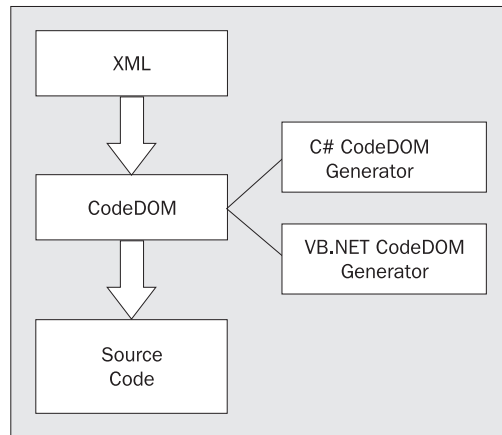 XML
C# CodeDOM
Generator
CodeDOM
VB.NET CodeDOM
Generator
Source
Code